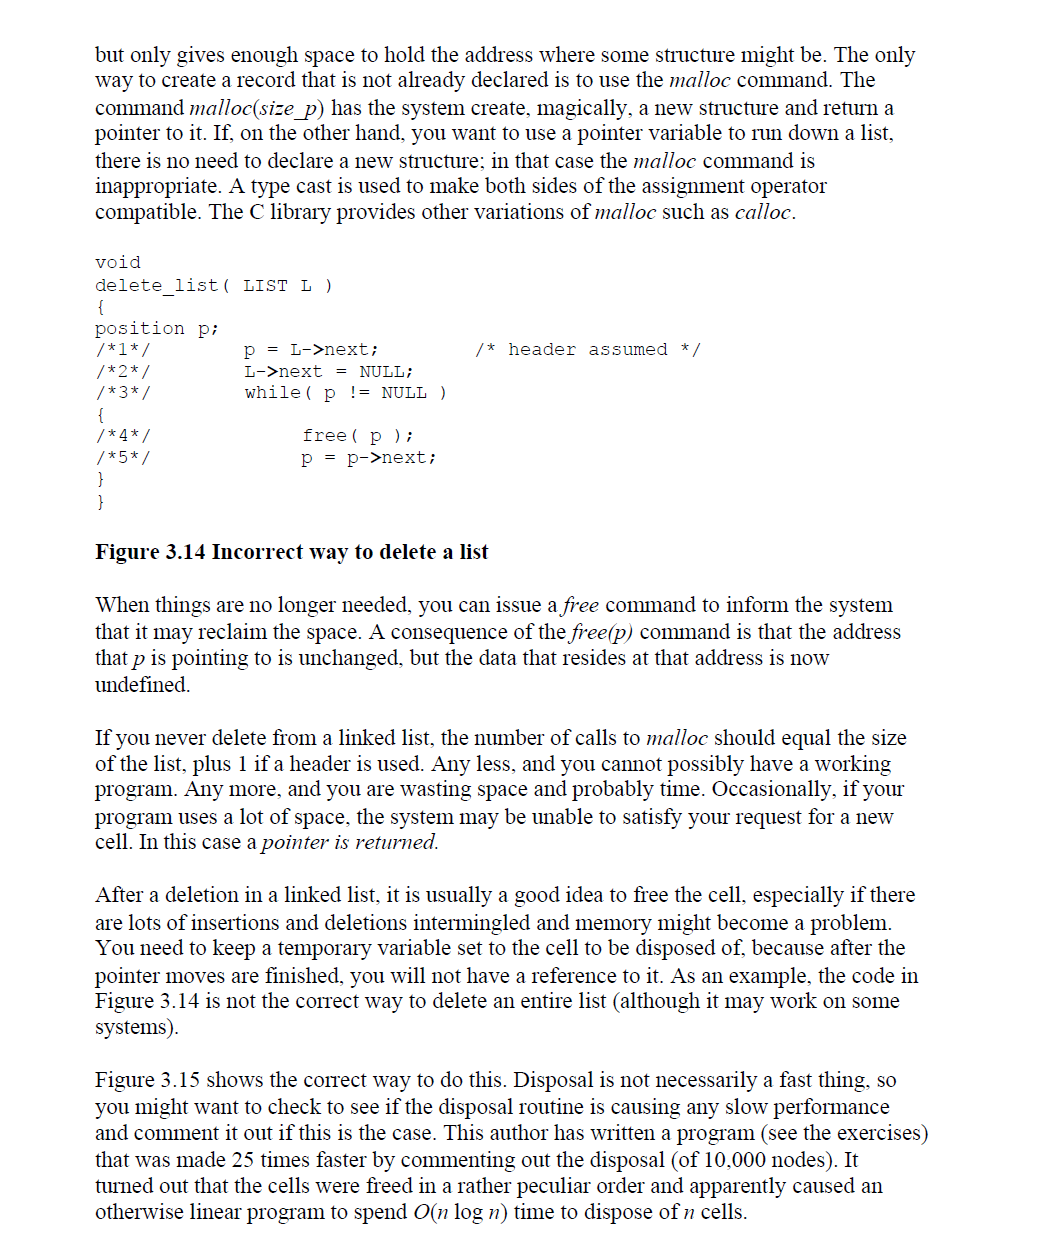 but only gives enough space to hold the address where some structure might be. The only
way to create a record that is not already declared is to use the malloc command. The
command malloc(size_p) has the system create, magically, a new structure and return a
pointer to it. If, on the other hand, you want to use a pointer variable to run down a list,
there is no need to declare a new structure; in that case the malloc command is
inappropriate. A type cast is used to make both sides of the assignment operator
compatible. The C library provides other variations of malloc such as calloc.
void
delete_list( LIST L )
{
position p;
/*1*/ p = L->next; /* header assumed */
/*2*/ L->next = NULL;
/*3*/ while( p != NULL )
{
/*4*/ free( p );
/*5*/ p = p->next;
}
}
Figure 3.14 Incorrect way to delete a list
When things are no longer needed, you can issue a free command to inform the system
that it may reclaim the space. A consequence of the free(p) command is that the address
that p is pointing to is unchanged, but the data that resides at that address is now
undefined.
If you never delete from a linked list, the number of calls to malloc should equal the size
of the list, plus 1 if a header is used. Any less, and you cannot possibly have a working
program. Any more, and you are wasting space and probably time. Occasionally, if your
program uses a lot of space, the system may be unable to satisfy your request for a new
cell. In this case a pointer is returned.
After a deletion in a linked list, it is usually a good idea to free the cell, especially if there
are lots of insertions and deletions intermingled and memory might become a problem.
You need to keep a temporary variable set to the cell to be disposed of, because after the
pointer moves are finished, you will not have a reference to it. As an example, the code in
Figure 3.14 is not the correct way to delete an entire list (although it may work on some
systems).
Figure 3.15 shows the correct way to do this. Disposal is not necessarily a fast thing, so
you might want to check to see if the disposal routine is causing any slow performance
and comment it out if this is the case. This author has written a program (see the exercises)
that was made 25 times faster by commenting out the disposal (of 10,000 nodes). It
turned out that the cells were freed in a rather peculiar order and apparently caused an
otherwise linear program to spend O(n log n) time to dispose of n cells.